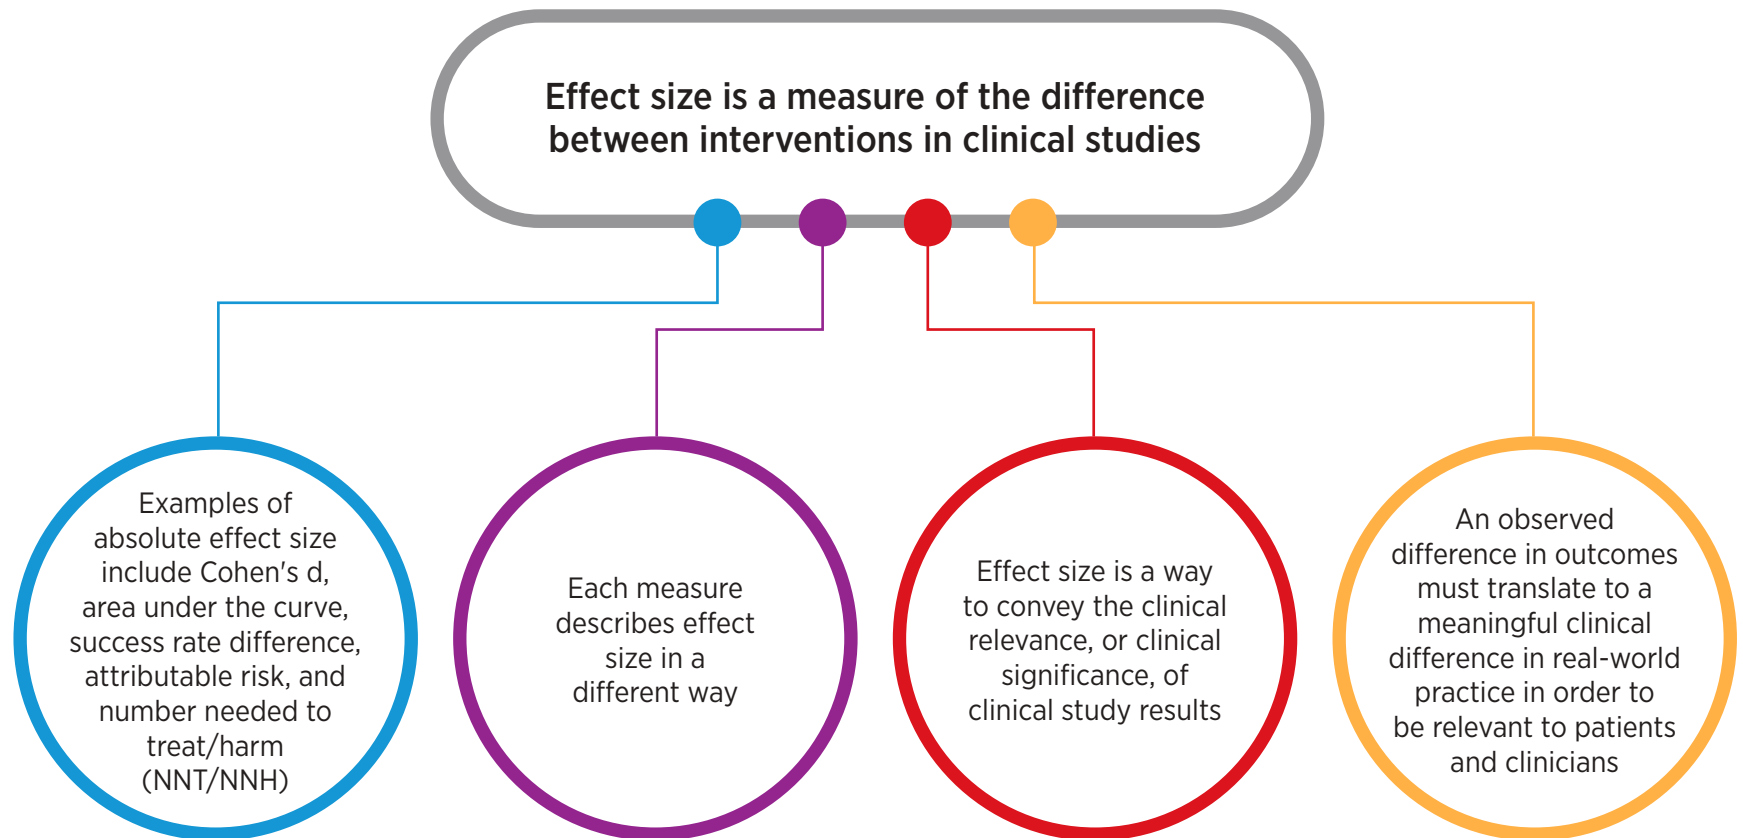 Effect size is a measure of the difference
between interventions in clinical studies
Examples of
absolute effect size
include Cohen's d,
area under the curve,
success rate difference,
attributable risk, and
number needed to
treat/harm
(NNT/NNH)
Each measure
describes effect
size in a
different way
Effect size is a way
to convey the clinical
relevance, or clinical
significance, of
clinical study results
An observed
difference in outcomes
must translate to a
meaningful clinical
difference in real-world
practice in order to
be relevant to patients
and clinicians